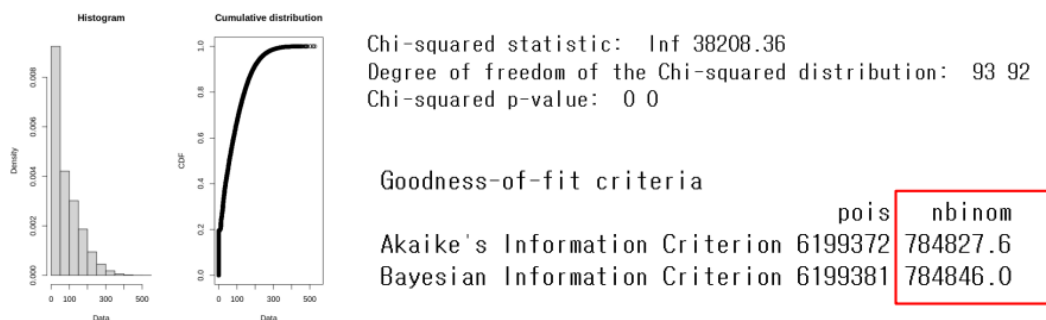 Histogram
Density
0.000
0.002
0.004
0.006
0.008
0 100 300 500
Data
Cumulative distribution
CDF
0.0
0.2
0.4
0.6
0.8
1.0
0 100 300 500
Data
Chi-squared statistic: Inf 38208.36
Degree of freedom of the Chi-squared distribution: 93 92
Chi-squared p-value: 0 0
Goodness-of-fit criteria
pois nbinom
Akaike's Information Criterion 6199372 784827.6
Bayesian Information Criterion 6199381 784846.0